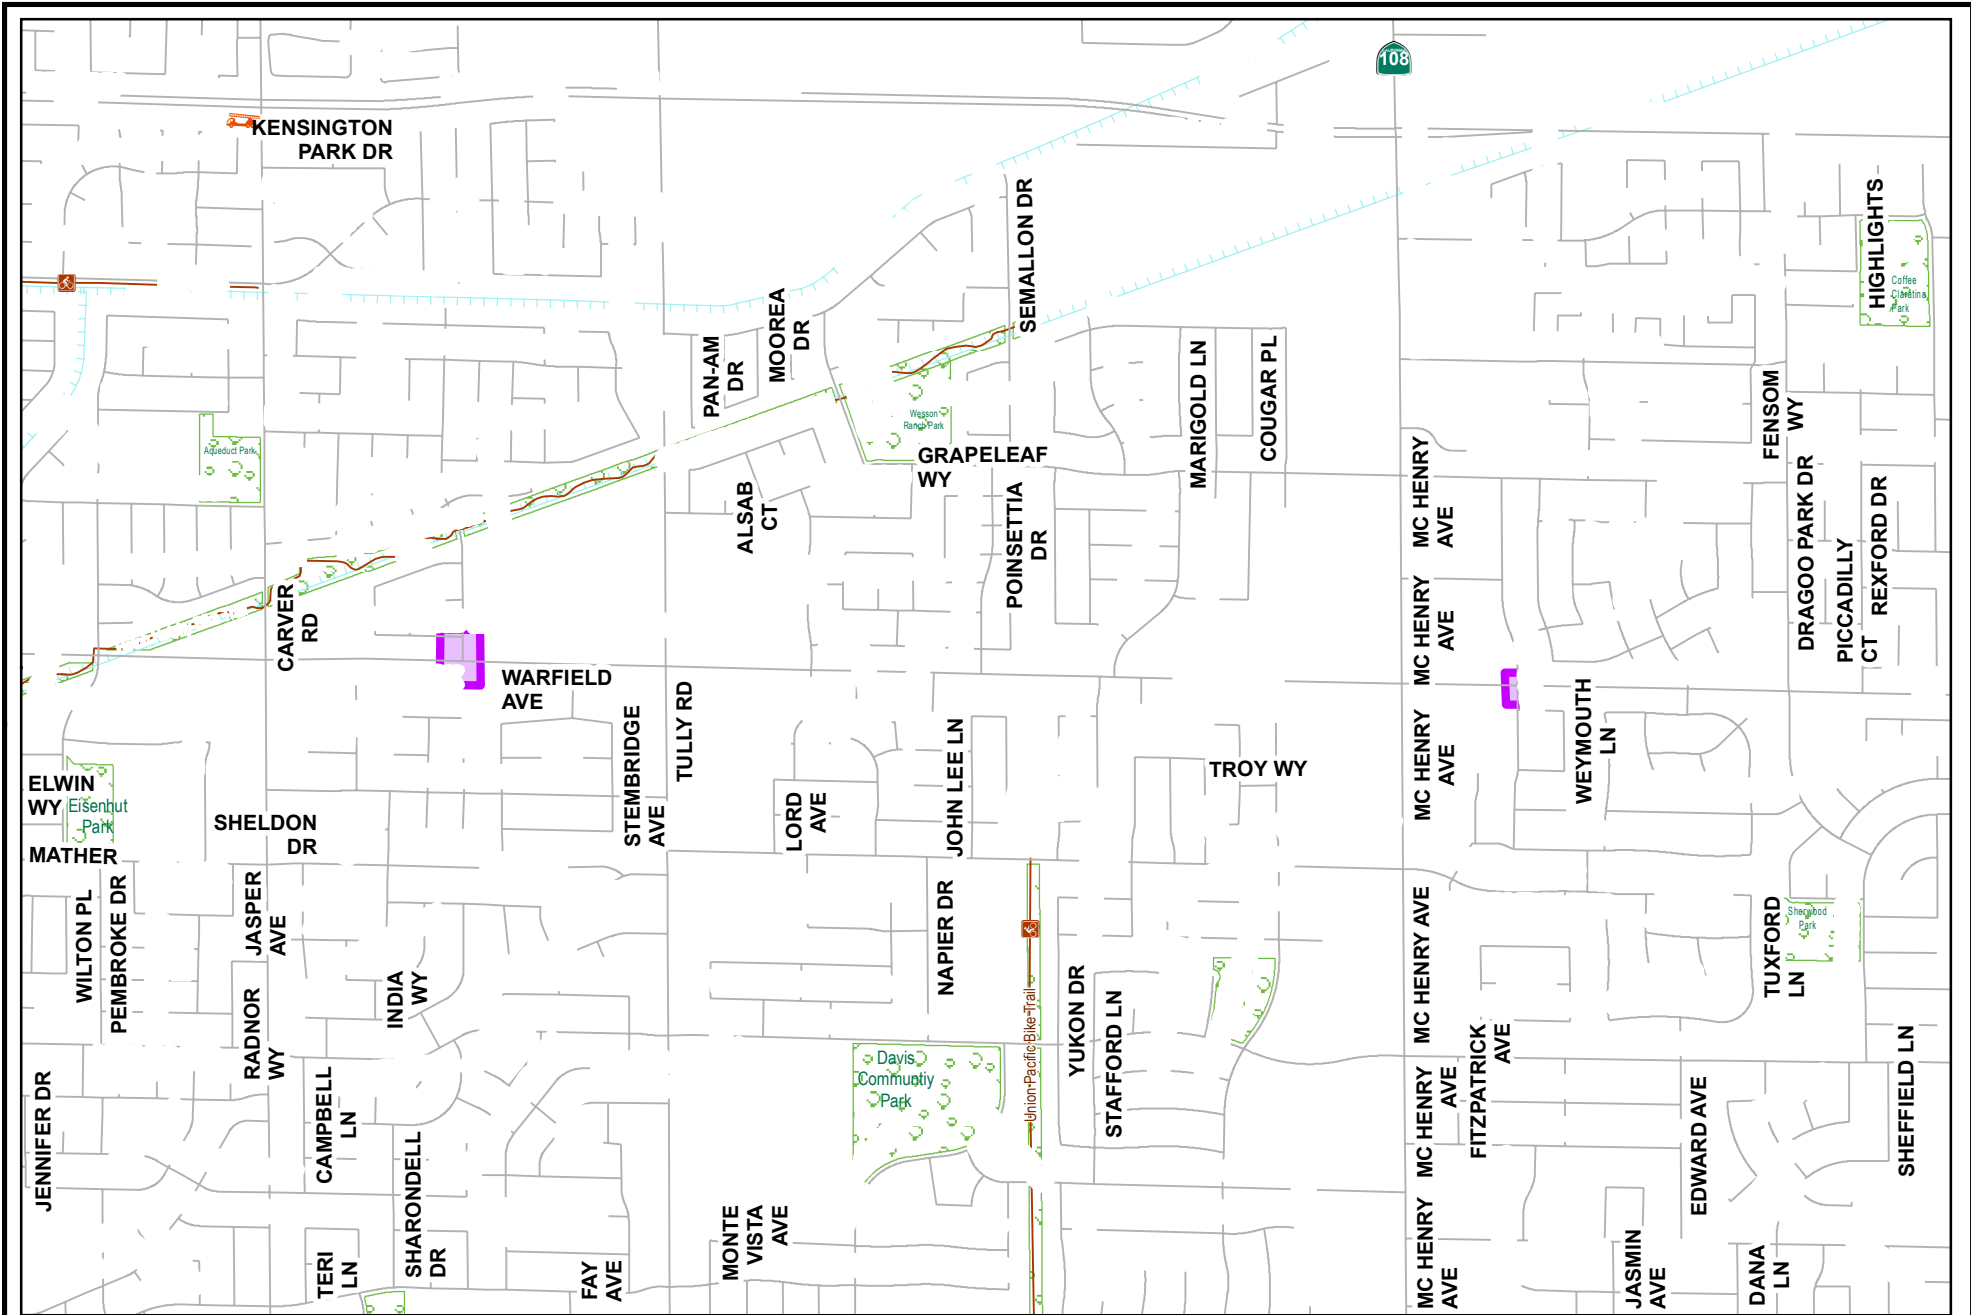 108
KENSINGTON
PARK DR
HIGHLIGHTS
SEMALLON DR
Coffee
Claratina
Park
MOOREA
DR
PAN-AM
DR
MARIGOLD LN
COUGAR PL
FENSOM
WY
Wesson
Ranch Park
Aqueduct Park
GRAPELEAF
WY
MC HENRY
AVE
ALSAB
CT
POINSETTIA
DR
DRAGOO PARK DR
PICCADILLY
CT
REXFORD DR
CARVER
RD
MC HENRY
AVE
WARFIELD
AVE
TULLY RD
STEMBRIDGE
AVE
JOHN LEE LN
WEYMOUTH
LN
MC HENRY
AVE
TROY WY
ELWIN
WY
Eisenhut
Park
LORD
AVE
SHELDON
DR
MATHER
JASPER
AVE
WILTON PL
PEMBROKE DR
NAPIER DR
MC HENRY AVE
TUXFORD
LN
Sherwood
Park
INDIA
WY
RADNOR
WY
Union Pacific Bike Trail
YUKON DR
STAFFORD LN
FITZPATRICK
AVE
SHEFFIELD LN
Davis
Communtiy
Park
JENNIFER DR
CAMPBELL
LN
MC HENRY
AVE
EDWARD AVE
SHARONDELL
DR
MONTE
VISTA
AVE
TERI
LN
FAY
AVE
MC HENRY
AVE
JASMIN
AVE
DANA
LN